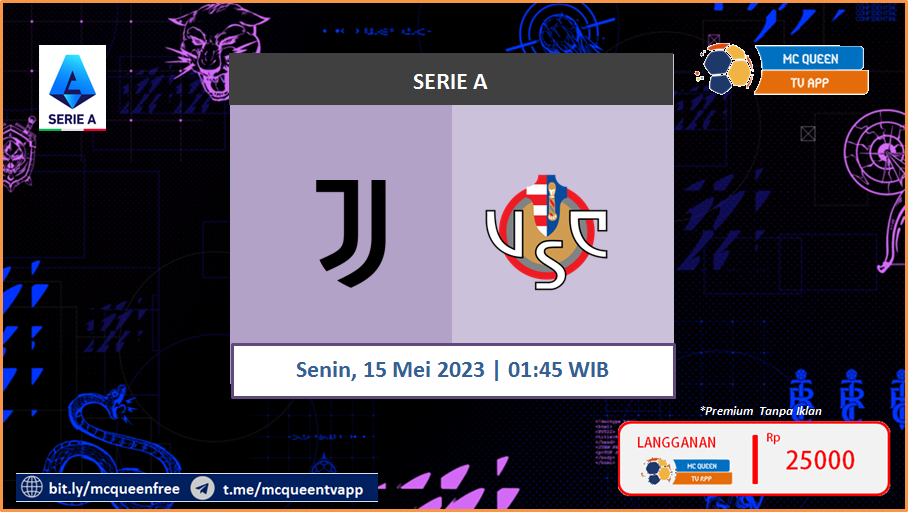 SERIE A
MC QUEEN
TV APP
SERIE A
USC
Senin, 15 Mei 2023 | 01:45 WIB
*Premium Tanpa Iklan
LANGGANAN
Rp
25000
MC QUEEN
TV APP
bit.ly/mcqueenfree
t.me/mcqueentvapp